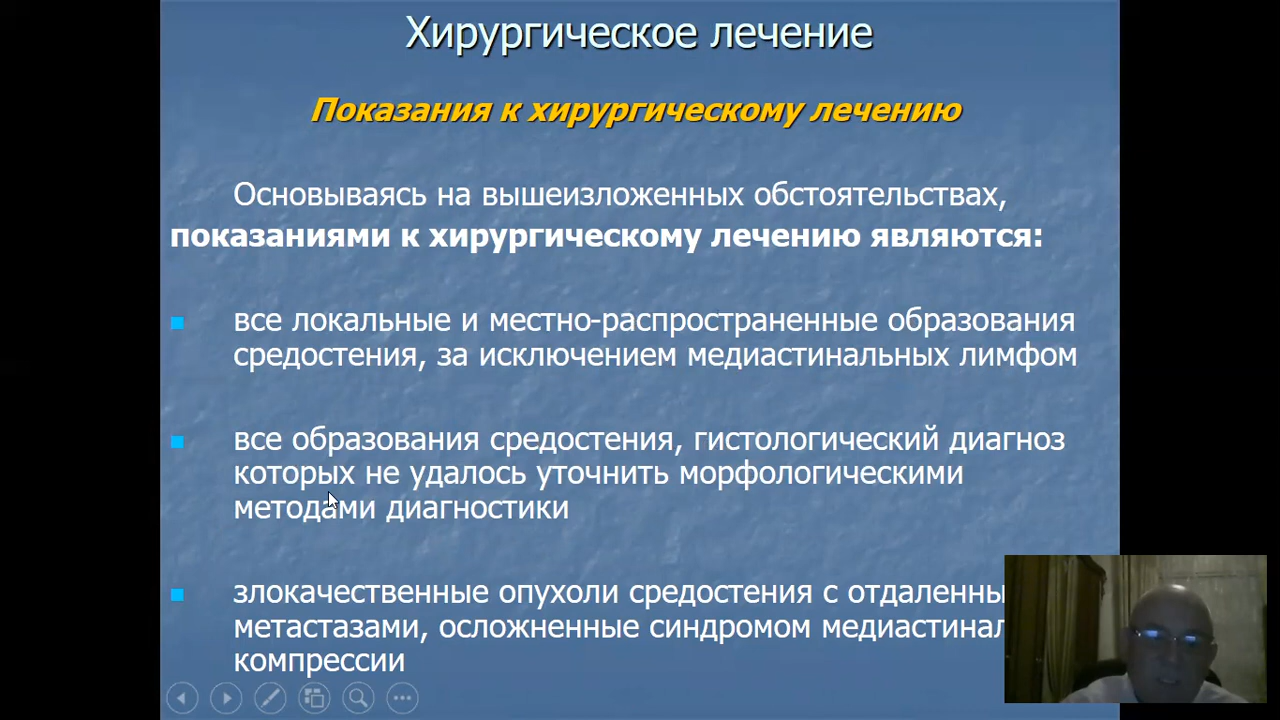 Хирургическое лечение
Показания к хирургическому лечению
Основываясь на вышеизложенных обстоятельствах,
показаниями к хирургическому лечению являются:
все локальные и местно-распространенные образования
средостения, за исключением медиастинальных лимфом
все образования средостения, гистологический диагноз
которых не удалось уточнить морфологическими
методами диагностики
злокачественные опухоли средостения с
метастазами, осложненные синдромом
компрессии